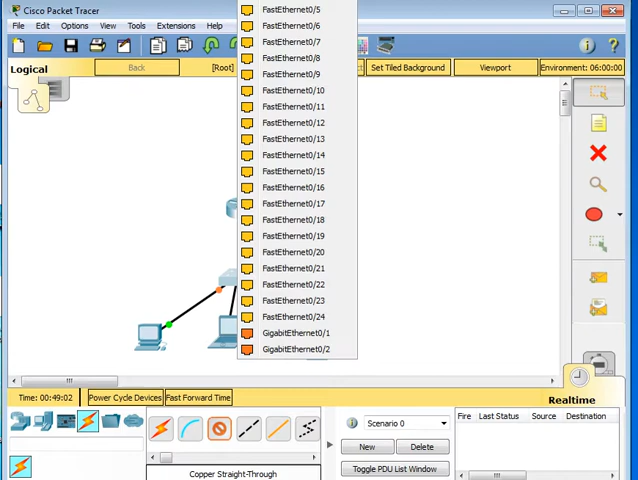 Cisco Packet Tracer
File Edit Options View Tools Extensions Help
Logical Back [Root] Set Tiled Background Viewport Environment: 06:00:00
FastEthernet0/5
FastEthernet0/6
FastEthernet0/7
FastEthernet0/8
FastEthernet0/9
FastEthernet0/10
FastEthernet0/11
FastEthernet0/12
FastEthernet0/13
FastEthernet0/14
FastEthernet0/15
FastEthernet0/16
FastEthernet0/17
FastEthernet0/18
FastEthernet0/19
FastEthernet0/20
FastEthernet0/21
FastEthernet0/22
FastEthernet0/23
FastEthernet0/24
GigabitEthernet0/1
GigabitEthernet0/2
Time: 00:49:02 Power Cycle Devices Fast Forward Time Realtime
Scenario 0
New Delete
Toggle PDU List Window
Fire Last Status Source Destination
Copper Straight-Through